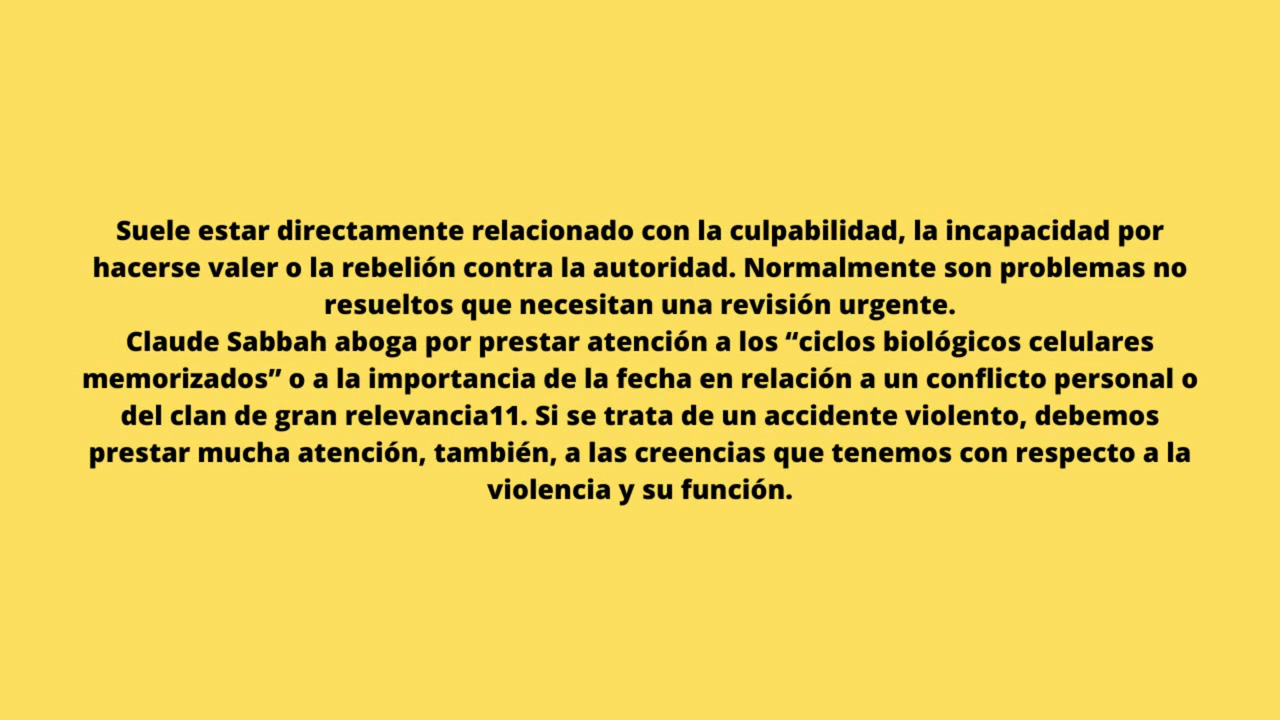 Suele estar directamente relacionado con la culpabilidad, la incapacidad por
hacerse valer o la rebelión contra la autoridad. Normalmente son problemas no
resueltos que necesitan una revisión urgente.
Claude Sabbah aboga por prestar atención a los “ciclos biológicos celulares
memorizados” o a la importancia de la fecha en relación a un conflicto personal o
del clan de gran relevancia11. Si se trata de un accidente violento, debemos
prestar mucha atención, también, a las creencias que tenemos con respecto a la
violencia y su función.